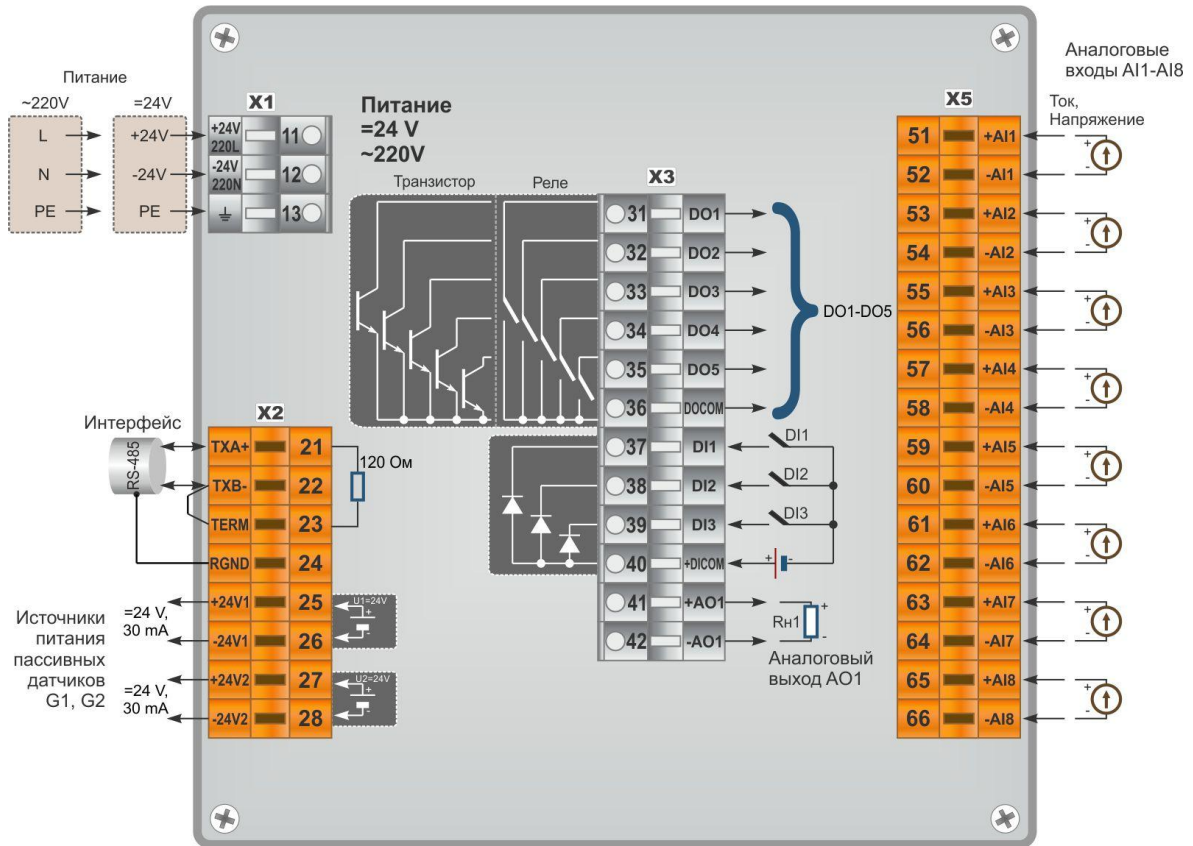 Питание
~220V
=24V
L
+24V
N
-24V
PE
PE
X1
+24V
220L
11
-24V
220N
12
13
Питание
=24 V
~220V
Транзистор
Реле
X3
31 DO1
32 DO2
33 DO3
34 DO4
35 DO5
36 DOCOM
37 DI1
38 DI2
39 DI3
40 +DICOM
41 +AO1
42 -AO1
DO1-DO5
DI1
DI2
DI3
+ -
Rн1
+
-
Аналоговый
выход АО1
Интерфейс
RS-485
X2
TXA+ 21
TXB- 22
TERM 23
RGND 24
+24V1 25
-24V1 26
+24V2 27
-24V2 28
120 Ом
U1=24V
+
-
U2=24V
+
-
Источники
питания
пассивных
датчиков
G1, G2
=24 V,
30 mA
=24 V,
30 mA
Аналоговые
входы AI1-AI8
Ток,
Напряжение
X5
51 +AI1
52 -AI1
53 +AI2
54 -AI2
55 +AI3
56 -AI3
57 +AI4
58 -AI4
59 +AI5
60 -AI5
61 +AI6
62 -AI6
63 +AI7
64 -AI7
65 +AI8
66 -AI8
+
-
+
-
+
-
+
-
+
-
+
-
+
-
+
-